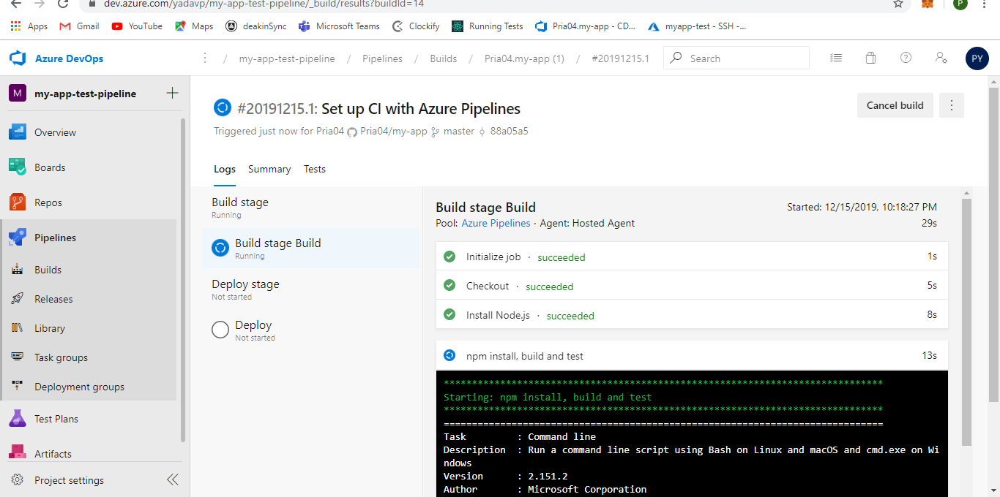 dev.azure.com/yadavp/my-app-test-pipeline/_build/results?buildId=14
P
Apps Gmail YouTube Maps deakinSync Microsoft Teams Clockify Running Tests Pria04.my-app - CD... myapp-test - SSH -...
Azure DevOps / my-app-test-pipeline / Pipelines / Builds / Pria04.my-app (1) / #20191215.1 Search PY
M my-app-test-pipeline
Overview
Boards
Repos
Pipelines
Builds
Releases
Library
Task groups
Deployment groups
Test Plans
Artifacts
Project settings
#20191215.1: Set up CI with Azure Pipelines
Cancel build
Triggered just now for Pria04 Pria04/my-app master 88a05a5
Logs Summary Tests
Build stage
Running
Build stage Build
Running
Deploy stage
Not started
Deploy
Not started
Build stage Build
Started: 12/15/2019, 10:18:27 PM
Pool: Azure Pipelines · Agent: Hosted Agent
29s
Initialize job · succeeded 1s
Checkout · succeeded 5s
Install Node.js · succeeded 8s
npm install, build and test 13s
******************************************************************************
Starting: npm install, build and test
******************************************************************************
==============================================================================
Task : Command line
Description : Run a command line script using Bash on Linux and macOS and cmd.exe on Wi
ndows
Version : 2.151.2
Author : Microsoft Corporation